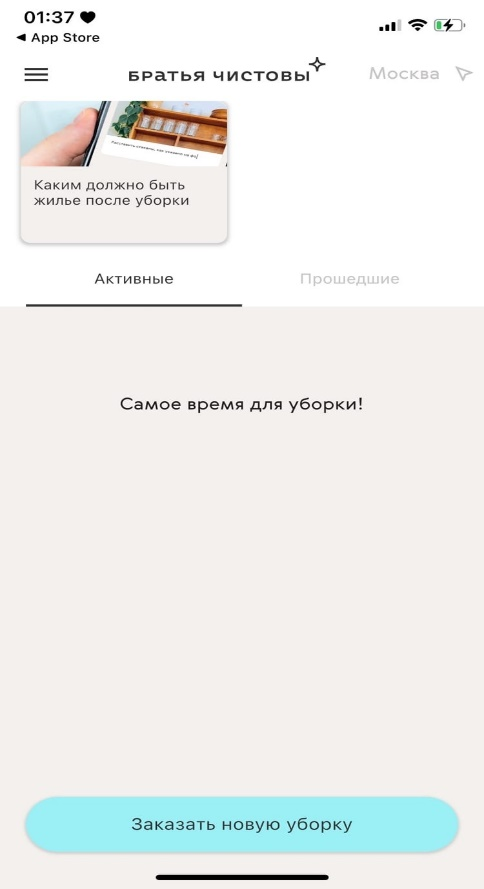 01:37
App Store
БРАТЬЯ ЧИСТОВЫ
Москва
Каким должно быть
жилье после уборки
Активные
Прошедшие
Самое время для уборки!
Заказать новую уборку